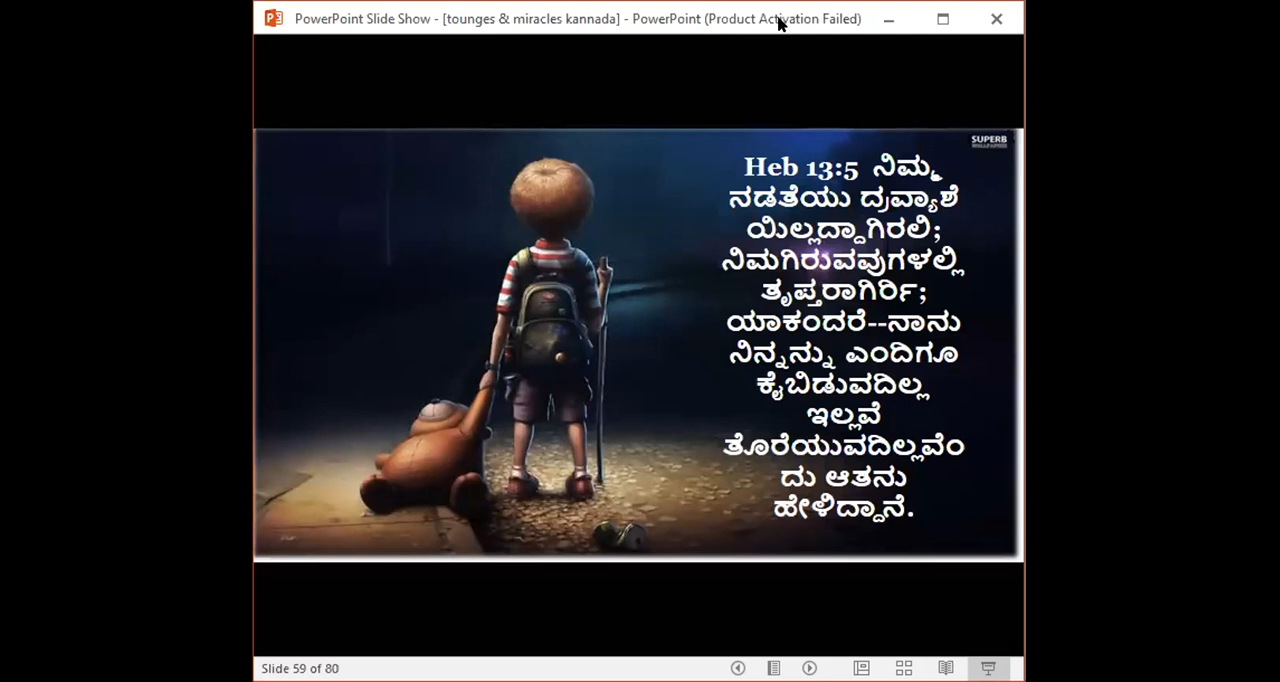 PowerPoint Slide Show - [tounges & miracles kannada] - PowerPoint (Product Activation Failed)
SUPERB
WALLPAPERS
Heb 13:5 ನಿಮ್ಮ
ನಡತೆಯು ದ್ರವ್ಯಾಶೆ
ಯಿಲ್ಲದ್ದಾಗಿರಲಿ;
ನಿಮಗಿರುವವುಗಳಲ್ಲಿ
ತೃಪ್ತರಾಗಿರ್ರಿ;
ಯಾಕಂದರೆ--ನಾನು
ನಿನ್ನನ್ನು ಎಂದಿಗೂ
ಕೈಬಿಡುವದಿಲ್ಲ
ಇಲ್ಲವೆ
ತೊರೆಯುವದಿಲ್ಲವೆಂ
ದು ಆತನು
ಹೇಳಿದ್ದಾನೆ.
Slide 59 of 80